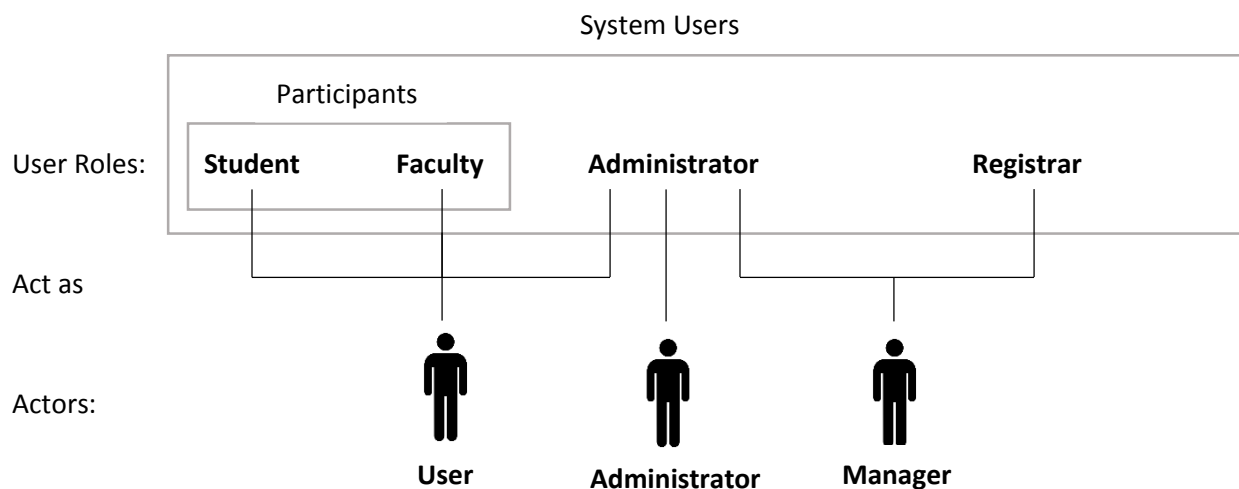 System Users
Participants
User Roles: Student Faculty Administrator Registrar
Act as
Actors:
User Administrator Manager